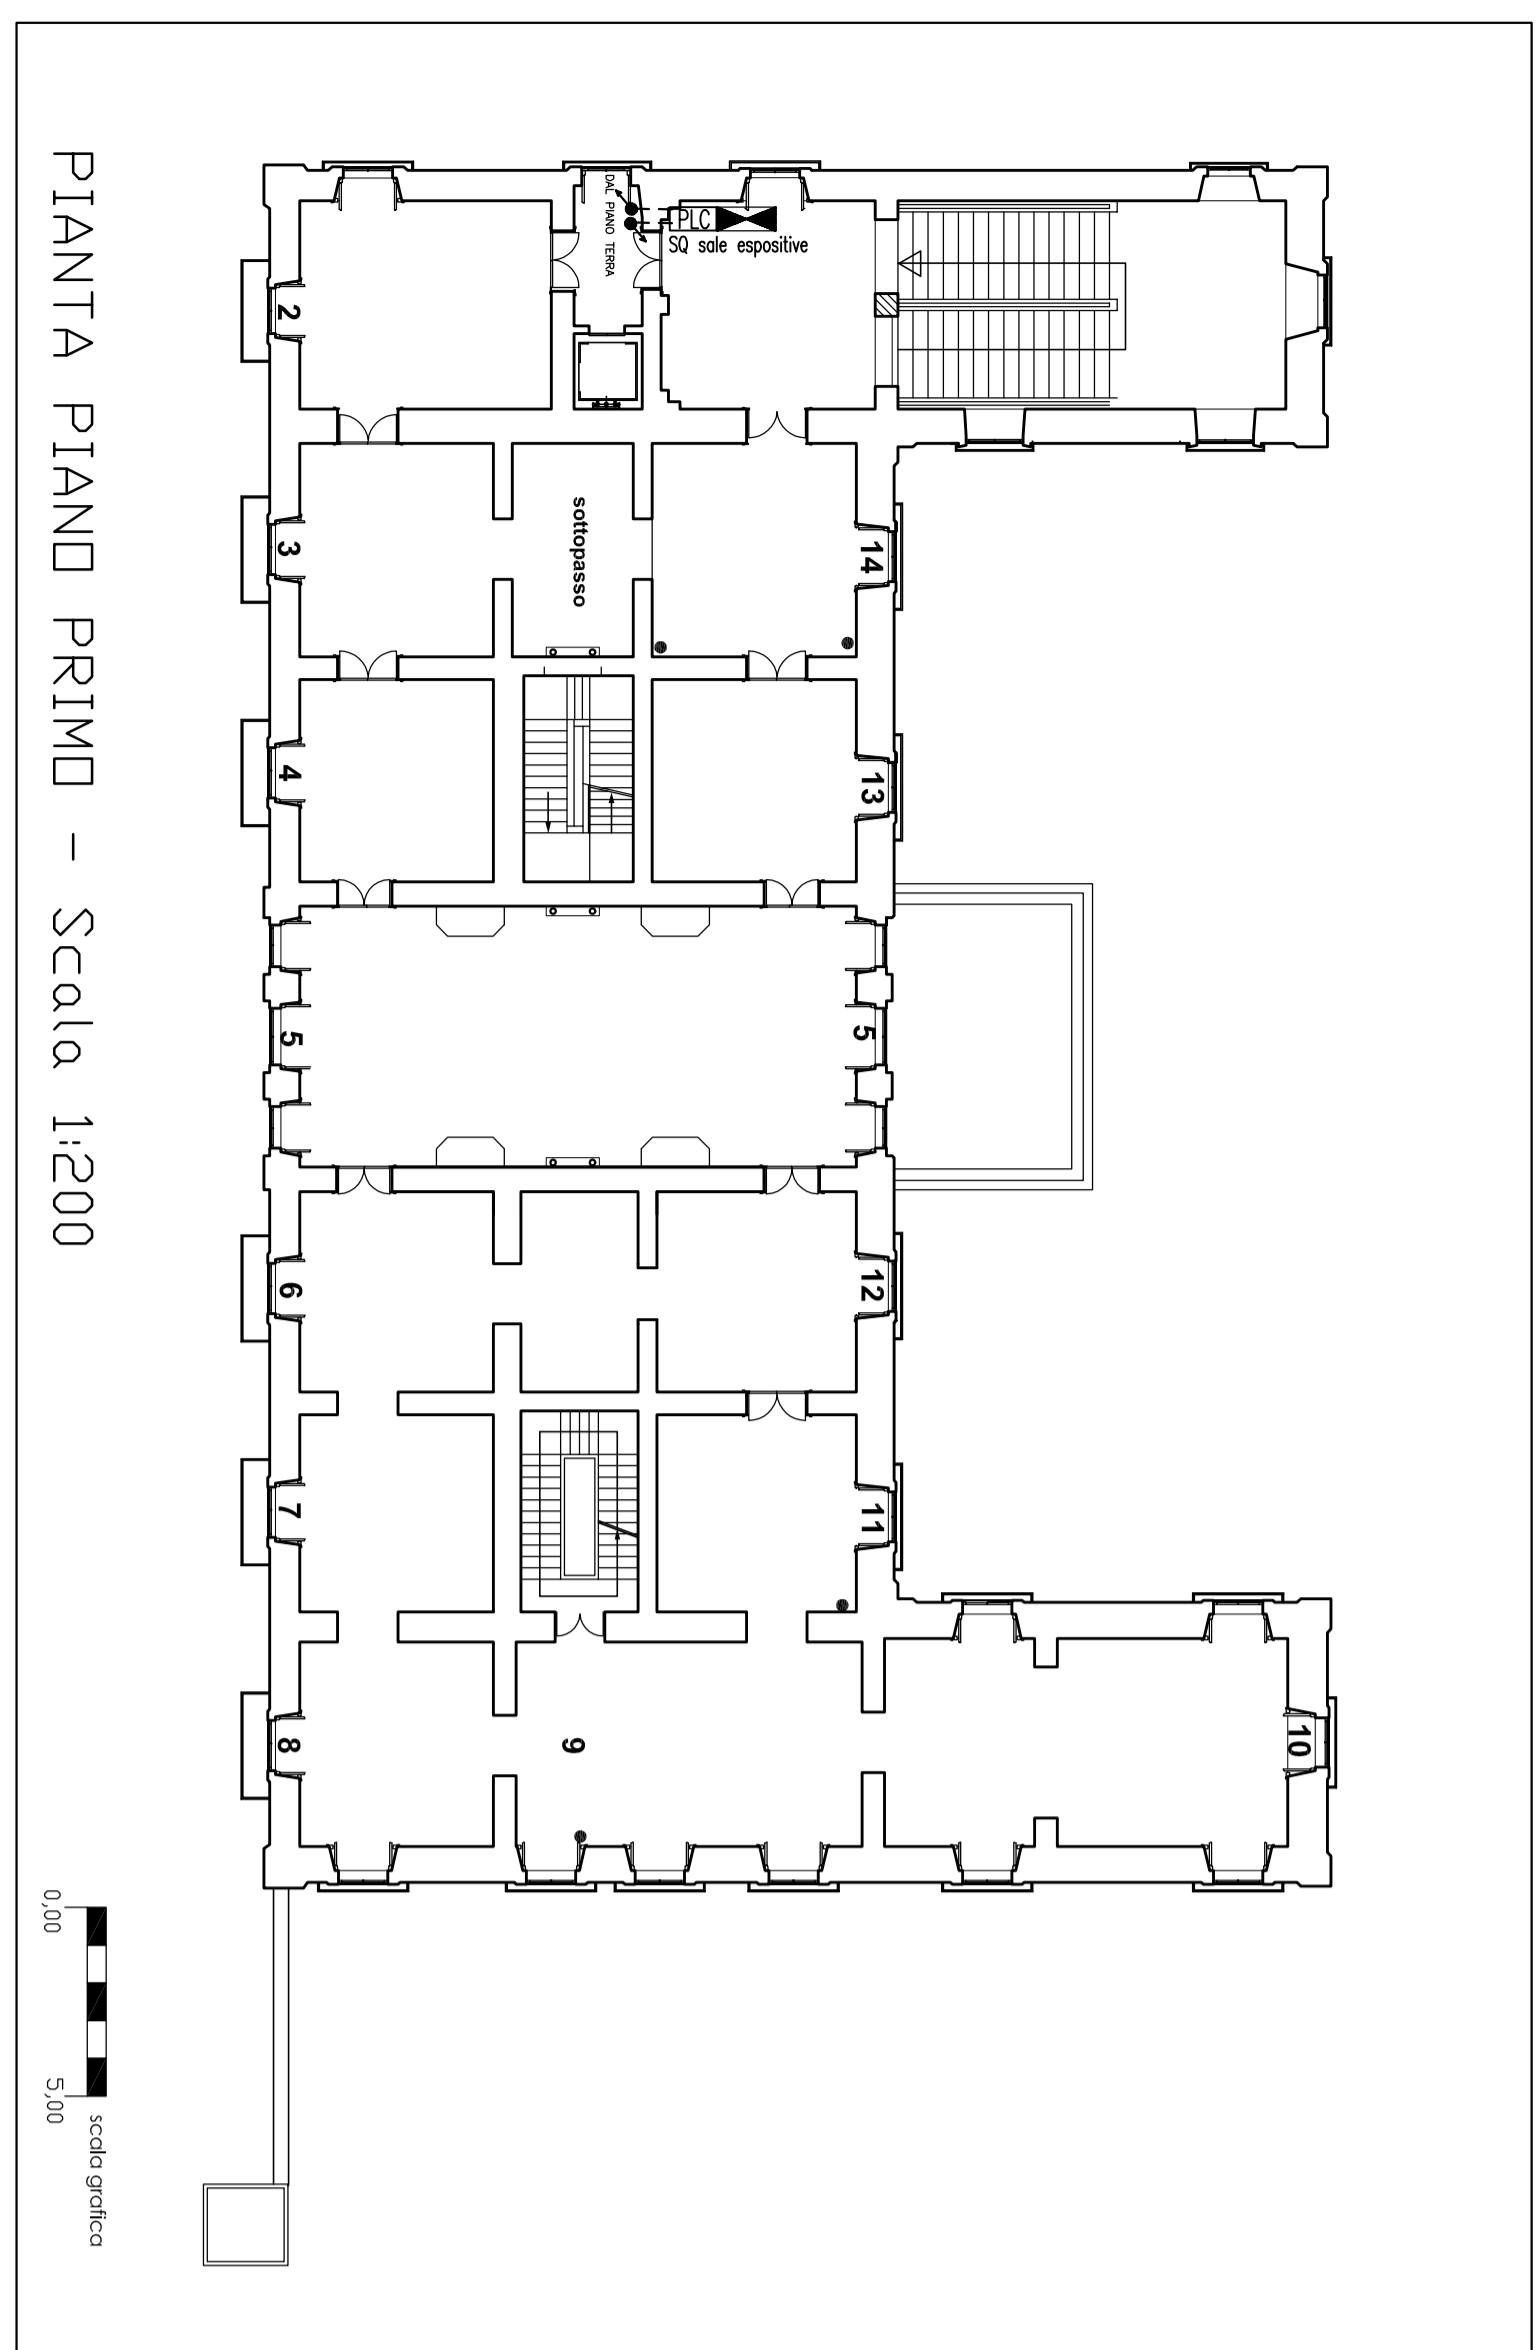 PIANTA PIANO PRIMO - Scala 1:200
DAL PIANO TERRA
PLC
SQ sale espositive
2
3
sottopasso
14
4
13
5
5
6
12
7
11
8
9
10
0,00
5,00
scala grafica